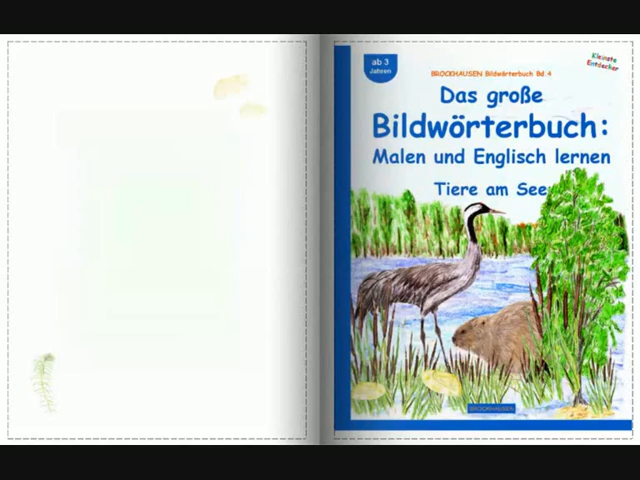 ab 3
Jahren
Kleinste
Entdecker
BROCKHAUSEN Bildwörterbuch Bd.4
Das große
Bildwörterbuch:
Malen und Englisch lernen
Tiere am See
BROCKHAUSEN